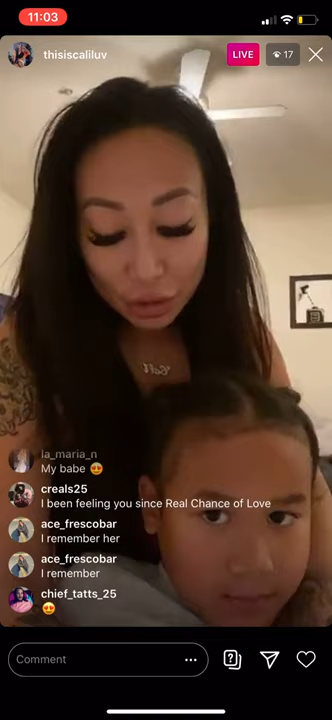 11:03
thisiscaliluv
LIVE
17
la_maria_n
My babe 😍
creals25
I been feeling you since Real Chance of Love
ace_frescobar
I remember her
ace_frescobar
I remember
chief_tatts_25
😍
Comment